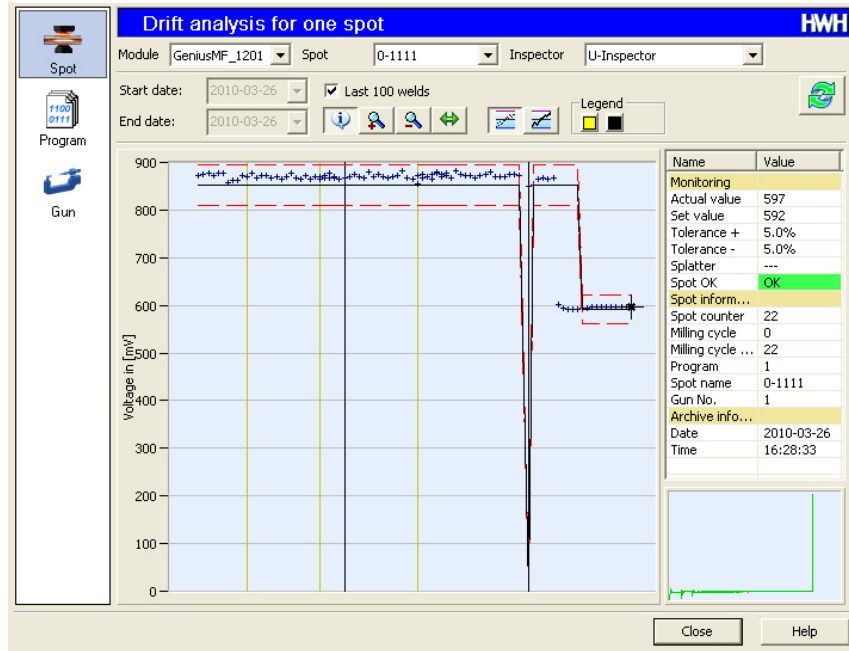 Drift analysis for one spot HWH
Module GeniusMF_1201 Spot 0-1111 Inspector U-Inspector
Start date: 2010-03-26 Last 100 welds
End date: 2010-03-26 Legend
Spot
1100
0111
Program
Gun
900
800
700
600
500
400
300
200
100
0
Voltage in [mV]
Name Value
Monitoring
Actual value 597
Set value 592
Tolerance + 5.0%
Tolerance - 5.0%
Splatter ---
Spot OK OK
Spot inform...
Spot counter 22
Milling cycle 0
Milling cycle ... 22
Program 1
Spot name 0-1111
Gun No. 1
Archive info...
Date 2010-03-26
Time 16:28:33
Close Help